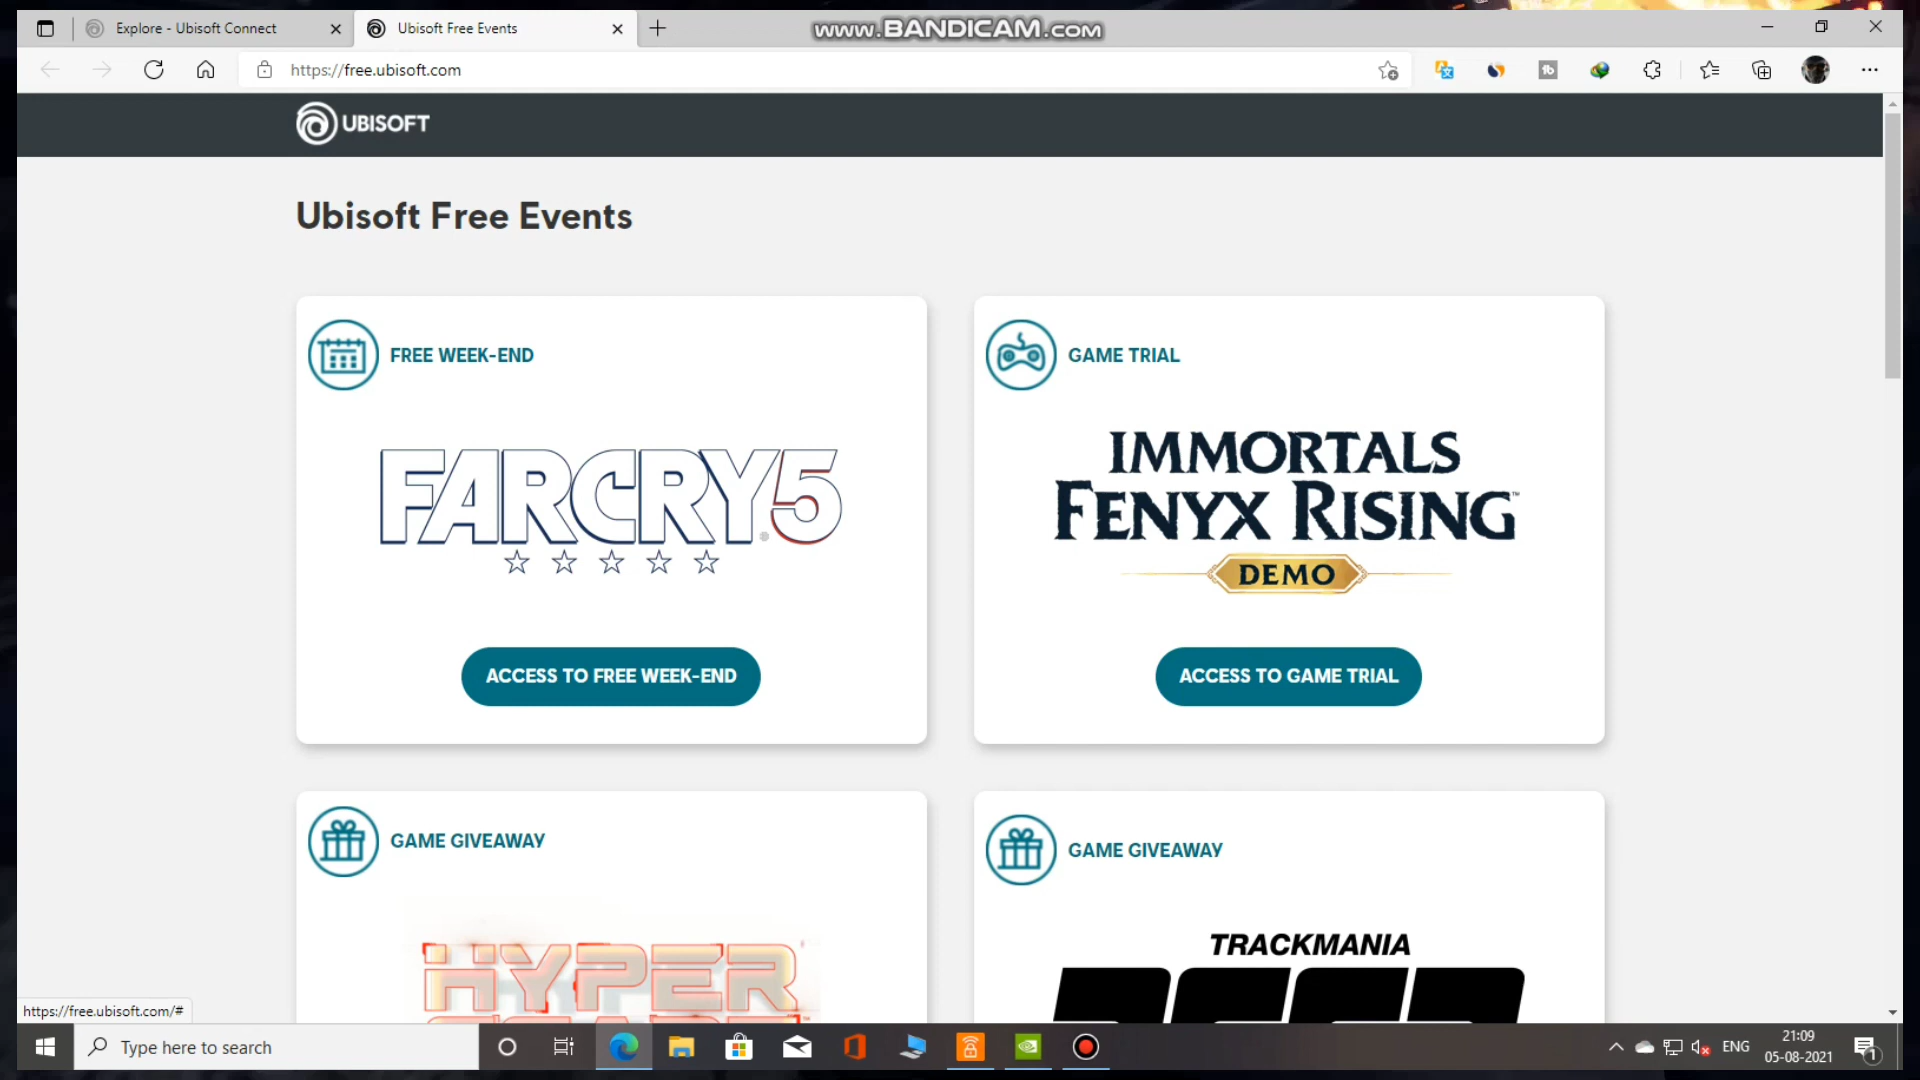 Explore - Ubisoft Connect
Ubisoft Free Events
www.BANDICAM.com
https://free.ubisoft.com
UBISOFT
Ubisoft Free Events
FREE WEEK-END
GAME TRIAL
FARCRY5
IMMORTALS
FENYX RISING™
DEMO
ACCESS TO FREE WEEK-END
ACCESS TO GAME TRIAL
GAME GIVEAWAY
GAME GIVEAWAY
HYPER
TRACKMANIA
https://free.ubisoft.com/#
Type here to search
ENG
21:09
05-08-2021
1